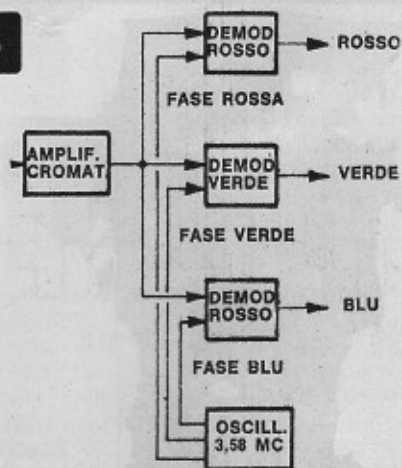 DEMOD
ROSSO
ROSSO
FASE ROSSA
AMPLIF.
CROMAT.
DEMOD
VERDE
VERDE
FASE VERDE
DEMOD
ROSSO
BLU
FASE BLU
OSCILL.
3,58 MC